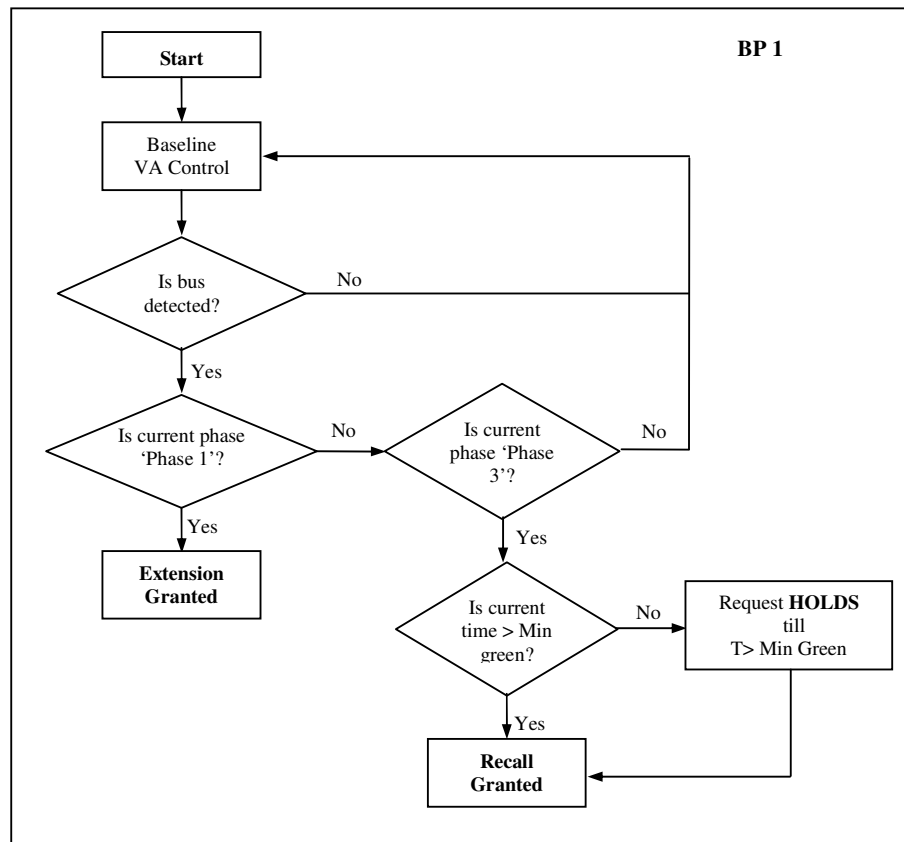 BP 1
Start
Baseline
VA Control
Is bus
detected?
No
Yes
Is current phase
‘Phase 1’?
No
Is current
phase ‘Phase
3’?
No
Yes
Yes
Extension
Granted
Is current
time > Min
green?
No
Request HOLDS
till
T> Min Green
Yes
Recall
Granted